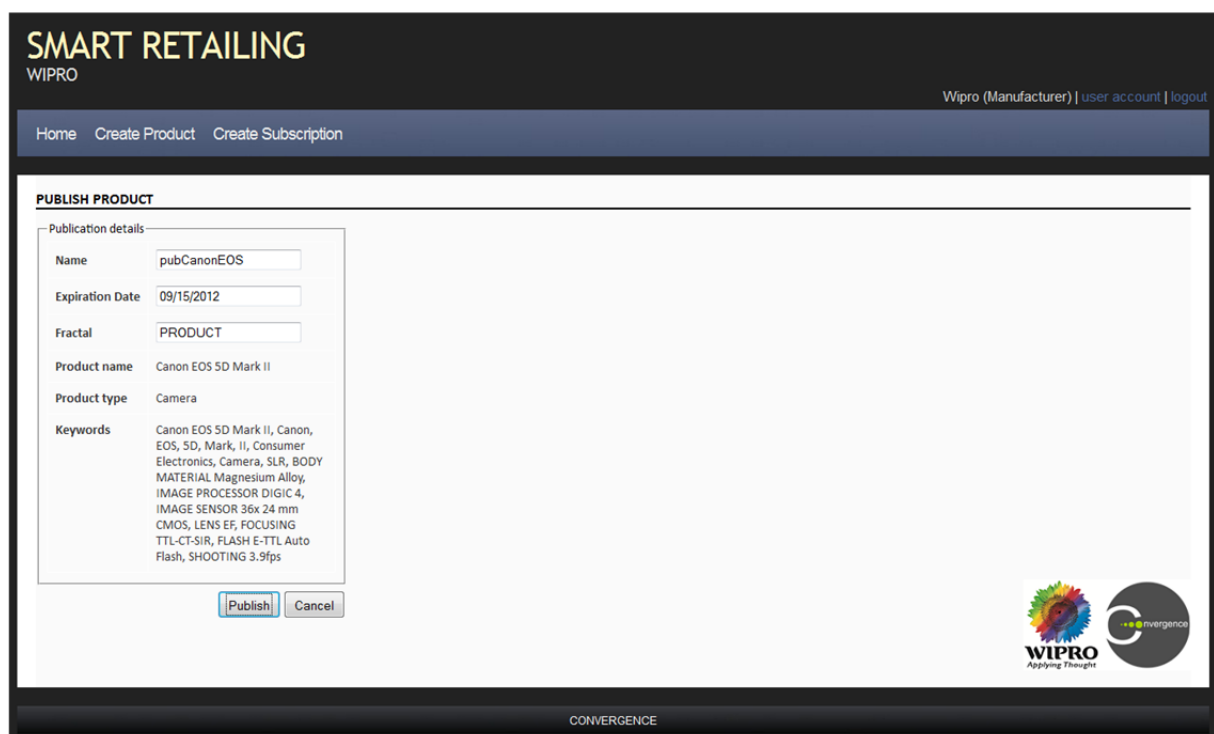 SMART RETAILING
WIPRO
Wipro (Manufacturer) | user account | logout
Home Create Product Create Subscription
PUBLISH PRODUCT
Publication details
Name pubCanonEOS
Expiration Date 09/15/2012
Fractal PRODUCT
Product name Canon EOS 5D Mark II
Product type Camera
Keywords Canon EOS 5D Mark II, Canon,
EOS, 5D, Mark, II, Consumer
Electronics, Camera, SLR, BODY
MATERIAL Magnesium Alloy,
IMAGE PROCESSOR DIGIC 4,
IMAGE SENSOR 36x 24 mm
CMOS, LENS EF, FOCUSING
TTL-CT-SIR, FLASH E-TTL Auto
Flash, SHOOTING 3.9fps
Publish Cancel
WIPRO
Applying Thought
Convergence
CONVERGENCE